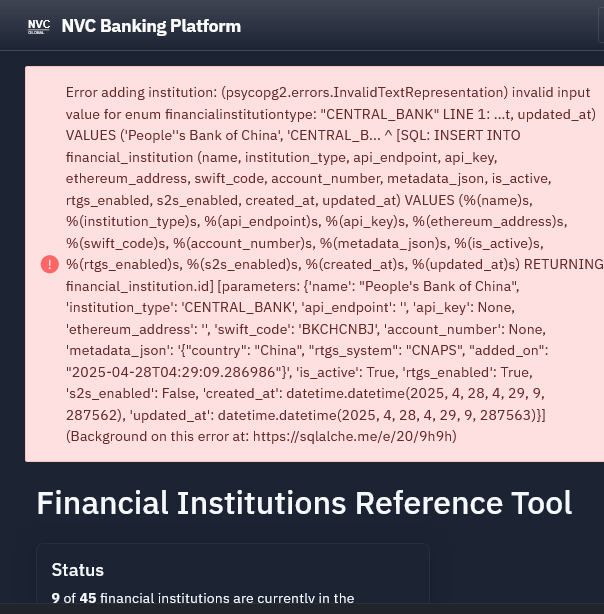 NVC
GLOBAL
NVC Banking Platform
Error adding institution: (psycopg2.errors.InvalidTextRepresentation) invalid input
value for enum financialinstitutiontype: "CENTRAL_BANK" LINE 1: ...t, updated_at)
VALUES ('People''s Bank of China', 'CENTRAL_B... ^ [SQL: INSERT INTO
financial_institution (name, institution_type, api_endpoint, api_key,
ethereum_address, swift_code, account_number, metadata_json, is_active,
rtgs_enabled, s2s_enabled, created_at, updated_at) VALUES (%(name)s,
%(institution_type)s, %(api_endpoint)s, %(api_key)s, %(ethereum_address)s,
%(swift_code)s, %(account_number)s, %(metadata_json)s, %(is_active)s,
%(rtgs_enabled)s, %(s2s_enabled)s, %(created_at)s, %(updated_at)s) RETURNING
financial_institution.id] [parameters: {'name': "People's Bank of China",
'institution_type': 'CENTRAL_BANK', 'api_endpoint': '', 'api_key': None,
'ethereum_address': '', 'swift_code': 'BKCHCNBJ', 'account_number': None,
'metadata_json': '{"country": "China", "rtgs_system": "CNAPS", "added_on":
"2025-04-28T04:29:09.286986"}', 'is_active': True, 'rtgs_enabled': True,
's2s_enabled': False, 'created_at': datetime.datetime(2025, 4, 28, 4, 29, 9,
287562), 'updated_at': datetime.datetime(2025, 4, 28, 4, 29, 9, 287563)}]
(Background on this error at: https://sqlalche.me/e/20/9h9h)
Financial Institutions Reference Tool
Status
9 of 45 financial institutions are currently in the